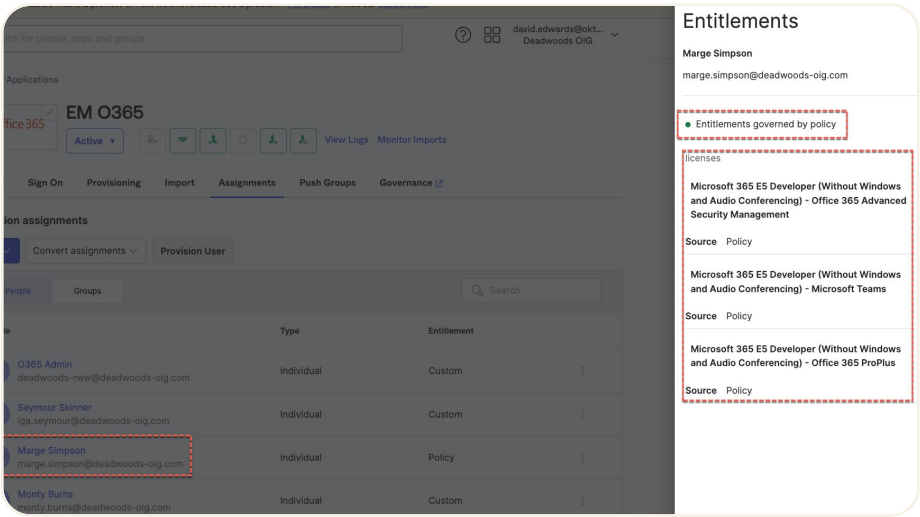 Entitlements
Marge Simpson
marge.simpson@deadwoods-oig.com
Entitlements governed by policy
licenses
Microsoft 365 E5 Developer (Without Windows
and Audio Conferencing) - Office 365 Advanced
Security Management
Source Policy
Microsoft 365 E5 Developer (Without Windows
and Audio Conferencing) - Microsoft Teams
Source Policy
Microsoft 365 E5 Developer (Without Windows
and Audio Conferencing) - Office 365 ProPlus
Source Policy
for people, apps and groups
david.edwards@okt...
Deadwoods OIG
Applications
365
EM O365
Active
View Logs Monitor Imports
Sign On Provisioning Import Assignments Push Groups Governance
assignments
Convert assignments Provision User
People Groups Search
Type Entitlement
O365 Admin
deadwoods-new@deadwoods-oig.com
Individual Custom
Seymour Skinner
iga.seymour@deadwoods-oig.com
Individual Custom
Marge Simpson
marge.simpson@deadwoods-oig.com
Individual Policy
Monty Burns
monty.burns@deadwoods-oig.com
Individual Custom